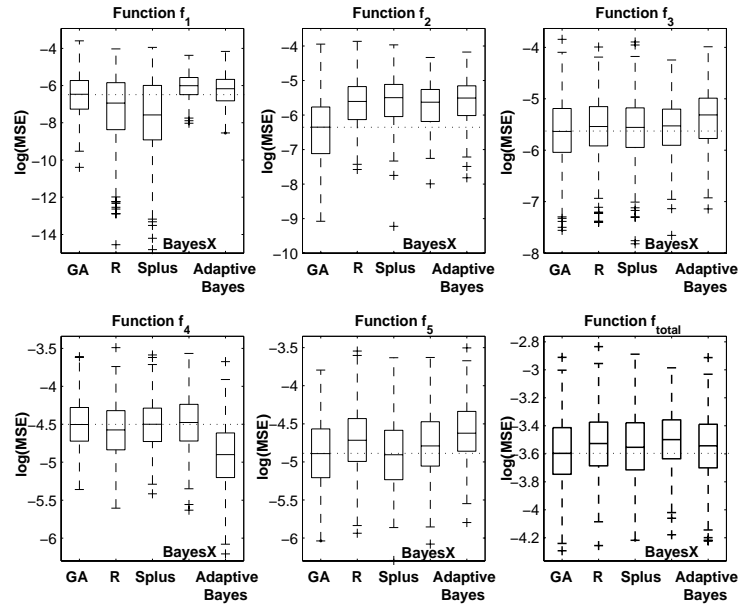 Function f1
−4
−6
−8
−10
−12
−14
log(MSE)
BayesX
GA R Splus Adaptive
Bayes
Function f2
−4
−5
−6
−7
−8
−9
−10
log(MSE)
BayesX
GA R Splus Adaptive
Bayes
Function f3
−4
−5
−6
−7
−8
log(MSE)
BayesX
GA R Splus Adaptive
Bayes
Function f4
−3.5
−4
−4.5
−5
−5.5
−6
log(MSE)
BayesX
GA R Splus Adaptive
Bayes
Function f5
−3.5
−4
−4.5
−5
−5.5
−6
log(MSE)
BayesX
GA R Splus Adaptive
Bayes
Function ftotal
−2.8
−3
−3.2
−3.4
−3.6
−3.8
−4
−4.2
log(MSE)
BayesX
GA R Splus Adaptive
Bayes